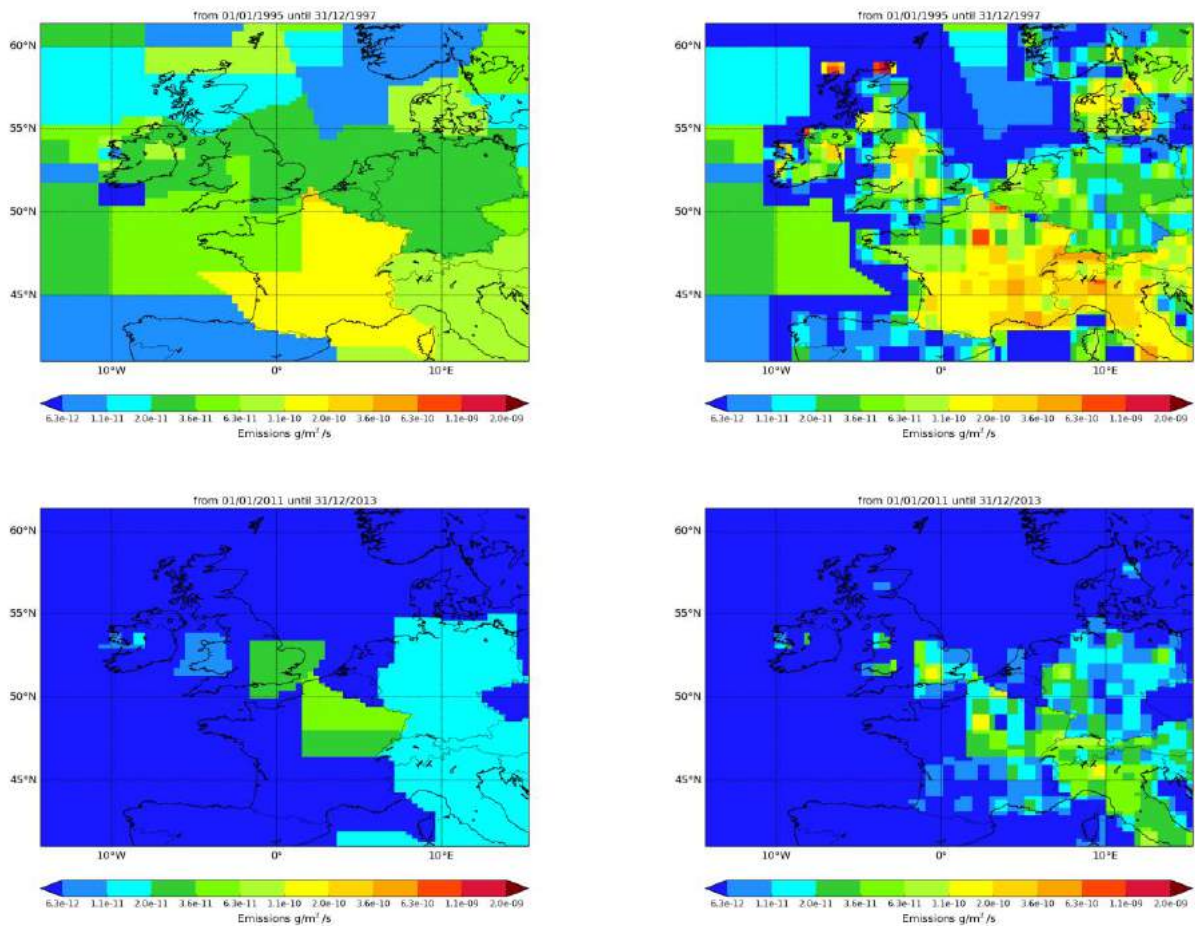 from 01/01/1995 until 31/12/1997
60°N
55°N
50°N
45°N
10°W 0° 10°E
6.3e-12 1.1e-11 2.0e-11 3.6e-11 6.3e-11 1.1e-10 2.0e-10 3.6e-10 6.3e-10 1.1e-09 2.0e-09
Emissions g/m²/s
from 01/01/1995 until 31/12/1997
60°N
55°N
50°N
45°N
10°W 0° 10°E
6.3e-12 1.1e-11 2.0e-11 3.6e-11 6.3e-11 1.1e-10 2.0e-10 3.6e-10 6.3e-10 1.1e-09 2.0e-09
Emissions g/m²/s
from 01/01/2011 until 31/12/2013
60°N
55°N
50°N
45°N
10°W 0° 10°E
6.3e-12 1.1e-11 2.0e-11 3.6e-11 6.3e-11 1.1e-10 2.0e-10 3.6e-10 6.3e-10 1.1e-09 2.0e-09
Emissions g/m²/s
from 01/01/2011 until 31/12/2013
60°N
55°N
50°N
45°N
10°W 0° 10°E
6.3e-12 1.1e-11 2.0e-11 3.6e-11 6.3e-11 1.1e-10 2.0e-10 3.6e-10 6.3e-10 1.1e-09 2.0e-09
Emissions g/m²/s